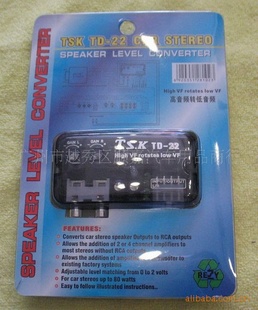 TSK TD-22 CAR STEREO
SPEAKER LEVEL CONVERTER
High VF rotates low VF
高音频转低音频
SPEAKER LEVEL CONVERTER
TSK TD-22
High VF rotates low VF
FEATURES:
Converts car stereo speaker Outputs to RCA outputs
Allows the addition of 2 or 4 channel amplifiers to
most stereos without RCA outputs
Allows the addition of amplifier
existing factory systems
Adjustable level matching from 0 to 2 volts
For car stereos up to 80 watts
Easy to follow illustrated instructions...
alibaba